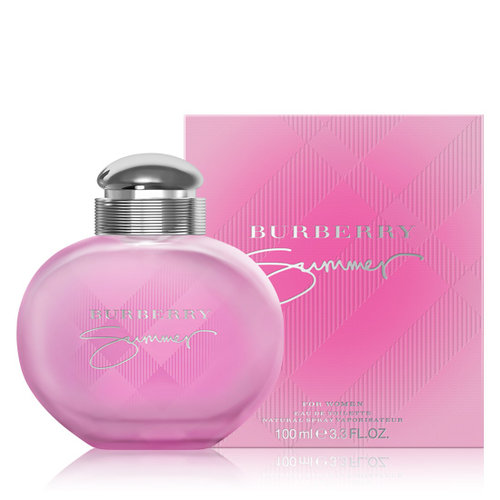 BURBERRY
Summer
BURBERRY
Summer
FOR WOMEN
EAU DE TOILETTE
NATURAL SPRAY VAPORISATEUR
100 ml e 3.3 FL.OZ.